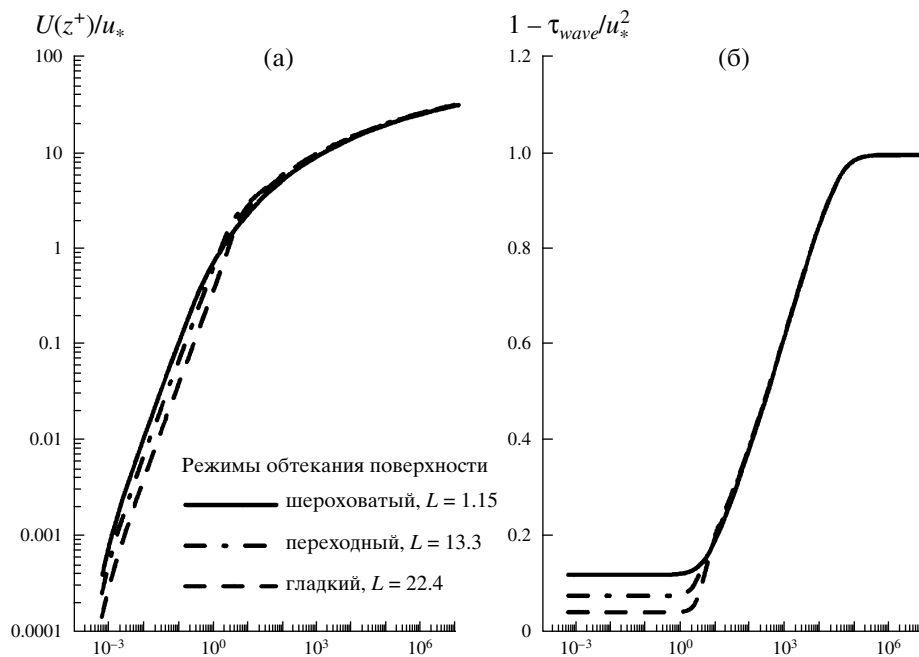 U(z⁺)/u*
(а)
100
10
1
0.1
0.01
0.001
0.0001
10⁻³
10⁰
10³
10⁶
Режимы обтекания поверхности
шероховатый, L = 1.15
переходный, L = 13.3
гладкий, L = 22.4
1 – τwave/u*²
(б)
1.2
1.0
0.8
0.6
0.4
0.2
0
10⁻³
10⁰
10³
10⁶